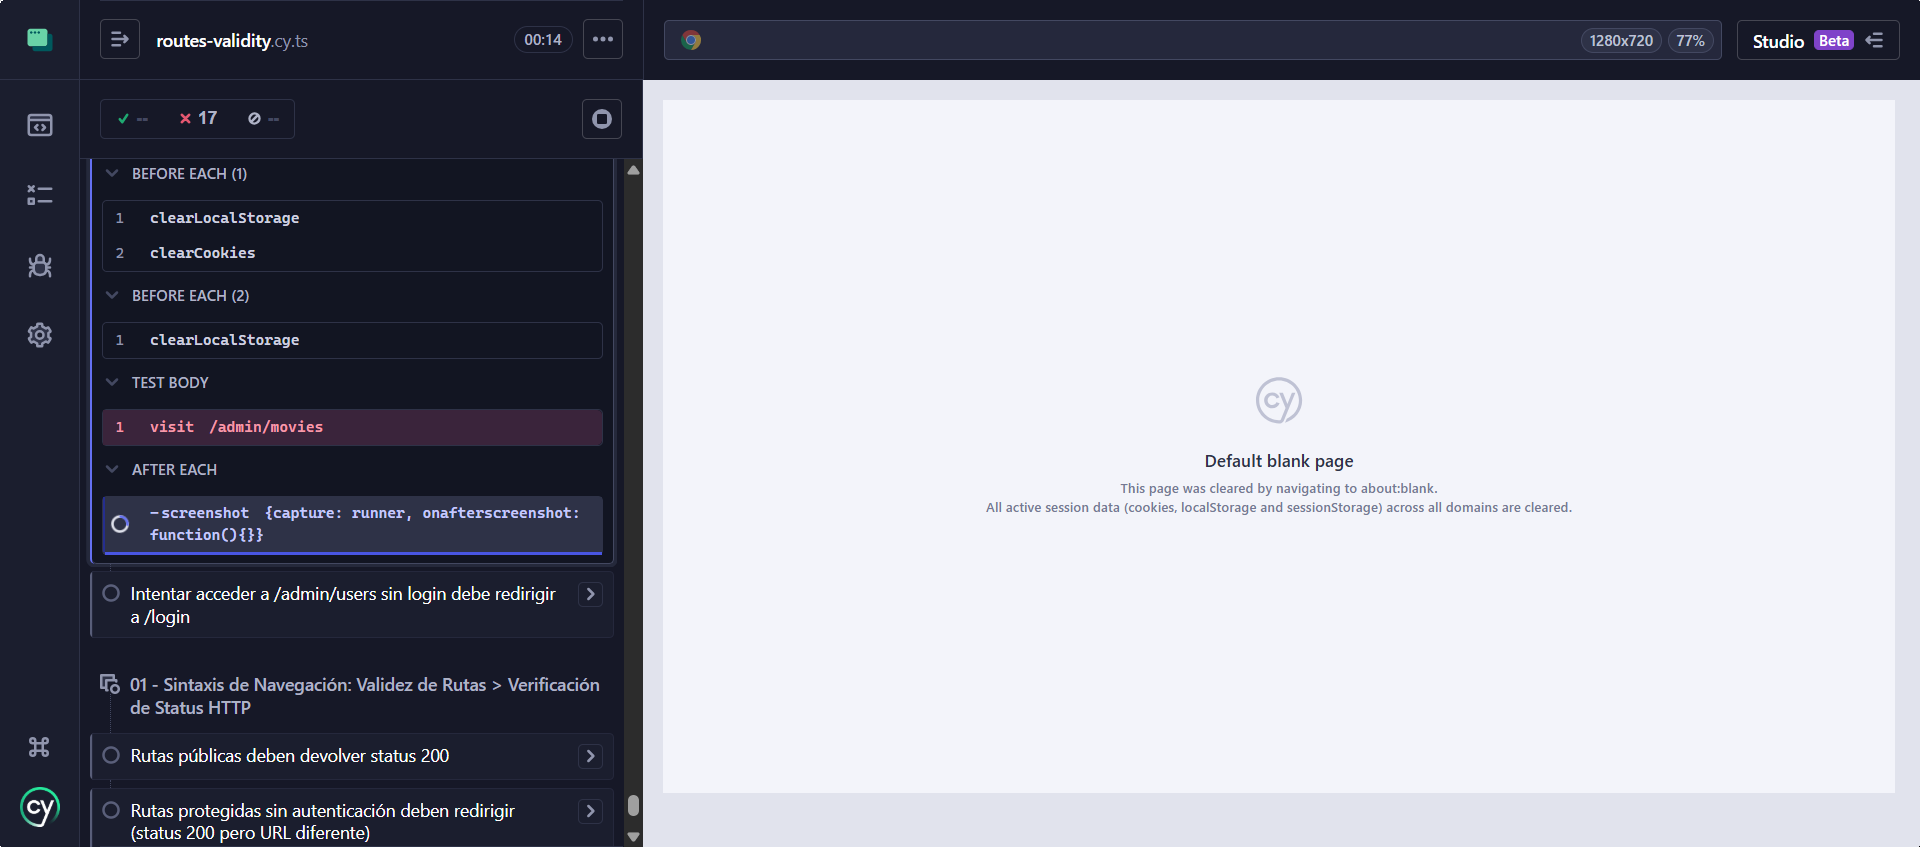 routes-validity.cy.ts
00:14
1280x720
77%
Studio Beta
-- 17 --
BEFORE EACH (1)
1 clearLocalStorage
2 clearCookies
BEFORE EACH (2)
1 clearLocalStorage
TEST BODY
1 visit /admin/movies
AFTER EACH
-screenshot {capture: runner, onafterscreenshot:
function(){}}
Intentar acceder a /admin/users sin login debe redirigir
a /login
01 - Sintaxis de Navegación: Validez de Rutas > Verificación
de Status HTTP
Rutas públicas deben devolver status 200
Rutas protegidas sin autenticación deben redirigir
(status 200 pero URL diferente)
cy
cy
Default blank page
This page was cleared by navigating to about:blank.
All active session data (cookies, localStorage and sessionStorage) across all domains are cleared.